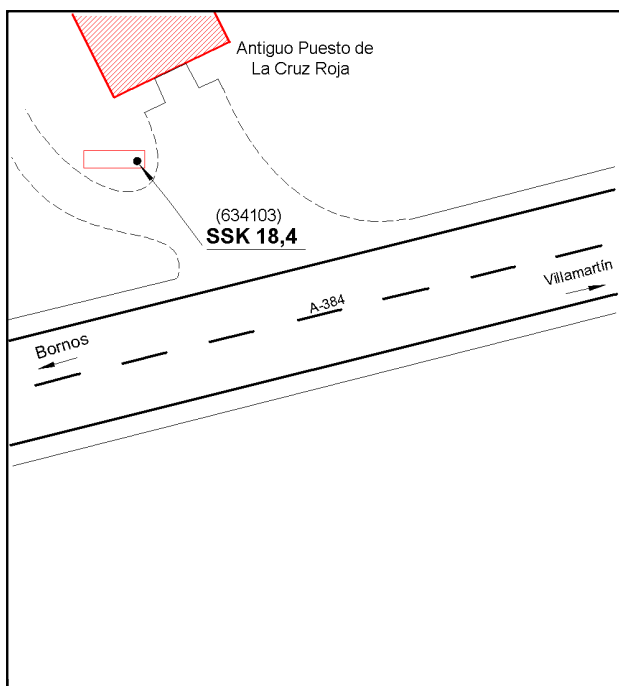 Antiguo Puesto de
La Cruz Roja
(634103)
SSK 18,4
Villamartín
A-384
Bornos